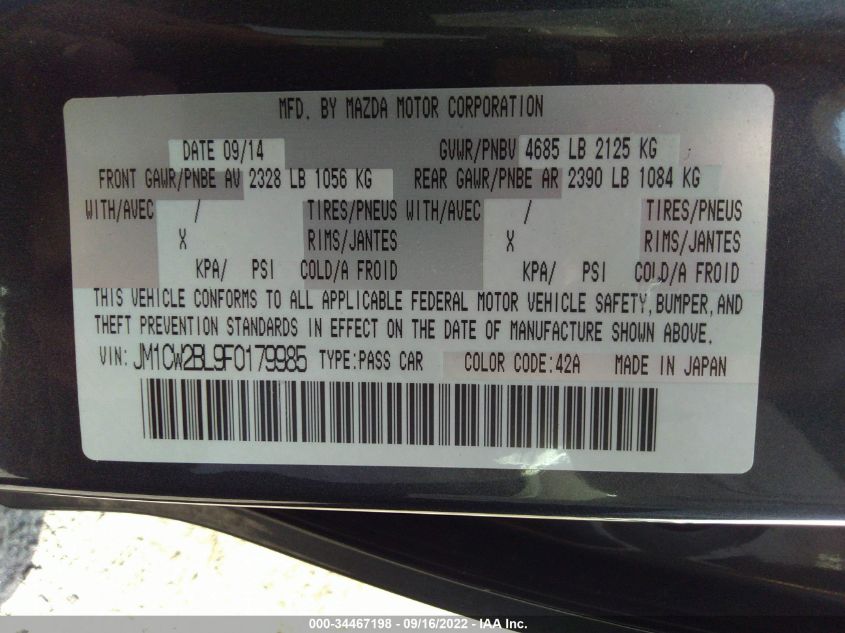 MFD. BY MAZDA MOTOR CORPORATION
DATE 09/14 GVWR/PNBV 4685 LB 2125 KG
FRONT GAWR/PNBE AV 2328 LB 1056 KG REAR GAWR/PNBE AR 2390 LB 1084 KG
WITH/AVEC / TIRES/PNEUS WITH/AVEC / TIRES/PNEUS
X RIMS/JANTES X RIMS/JANTES
KPA/ PSI COLD/A FROID KPA/ PSI COLD/A FROID
THIS VEHICLE CONFORMS TO ALL APPLICABLE FEDERAL MOTOR VEHICLE SAFETY, BUMPER, AND
THEFT PREVENTION STANDARDS IN EFFECT ON THE DATE OF MANUFACTURE SHOWN ABOVE.
VIN: JM1CW2BL9F0179985 TYPE:PASS CAR COLOR CODE:42A MADE IN JAPAN
000-34467198 - 09/16/2022 - IAA Inc.